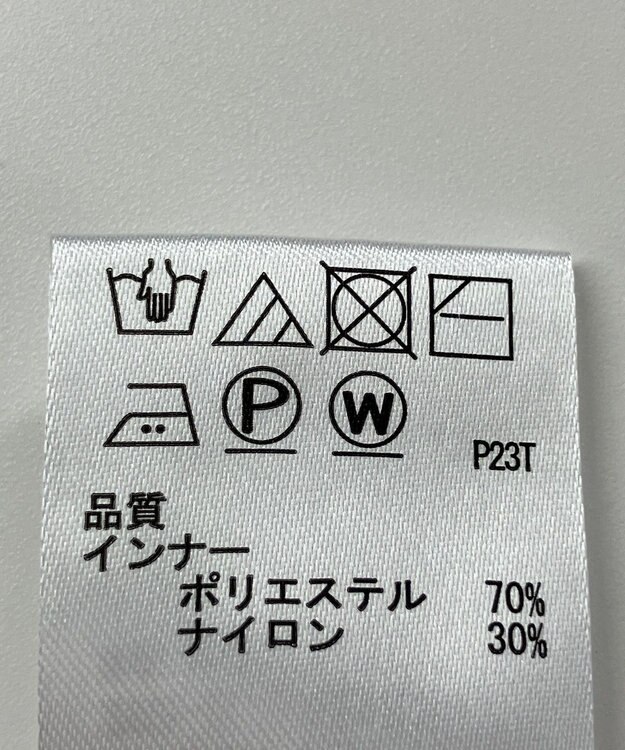 P W
P23T
品質
インナー
ポリエステル 70%
ナイロン 30%